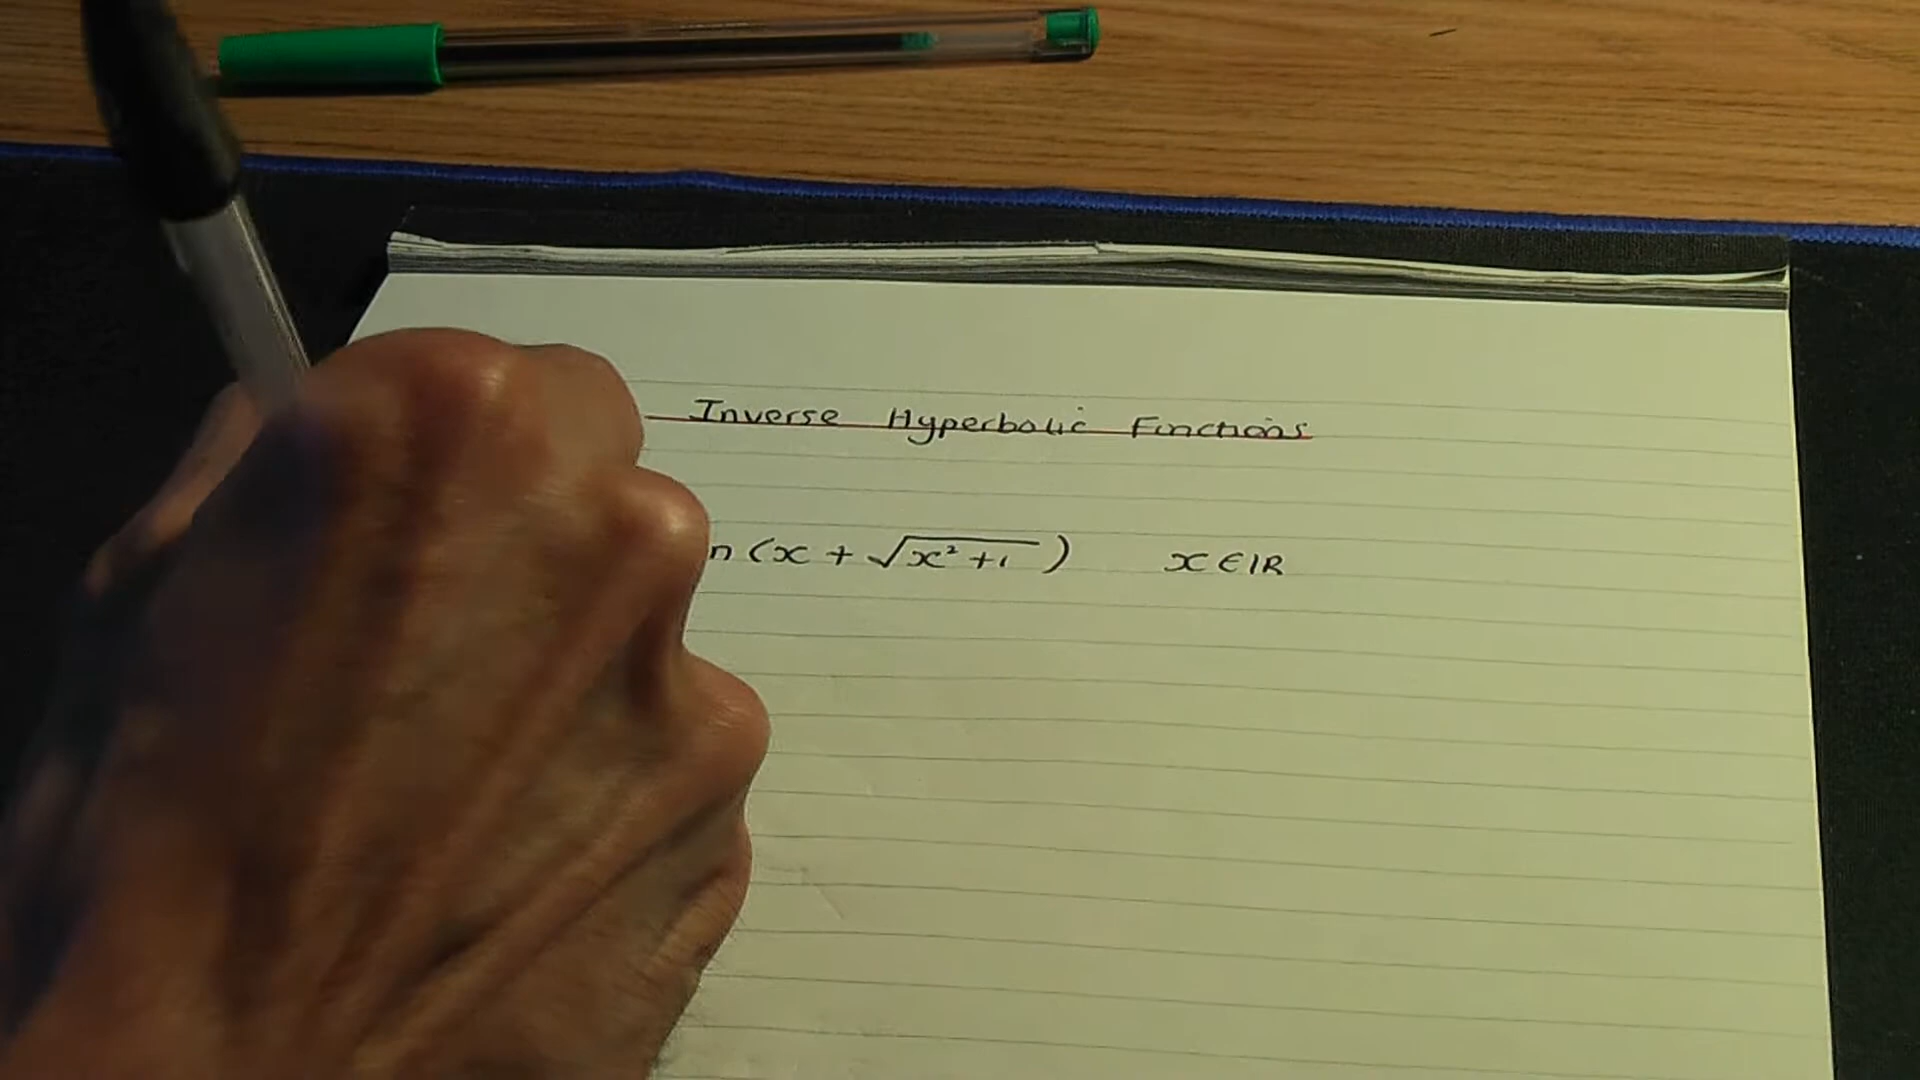 Inverse Hyperbolic Functions
n (x + √x² + 1) x ∈ ℝ